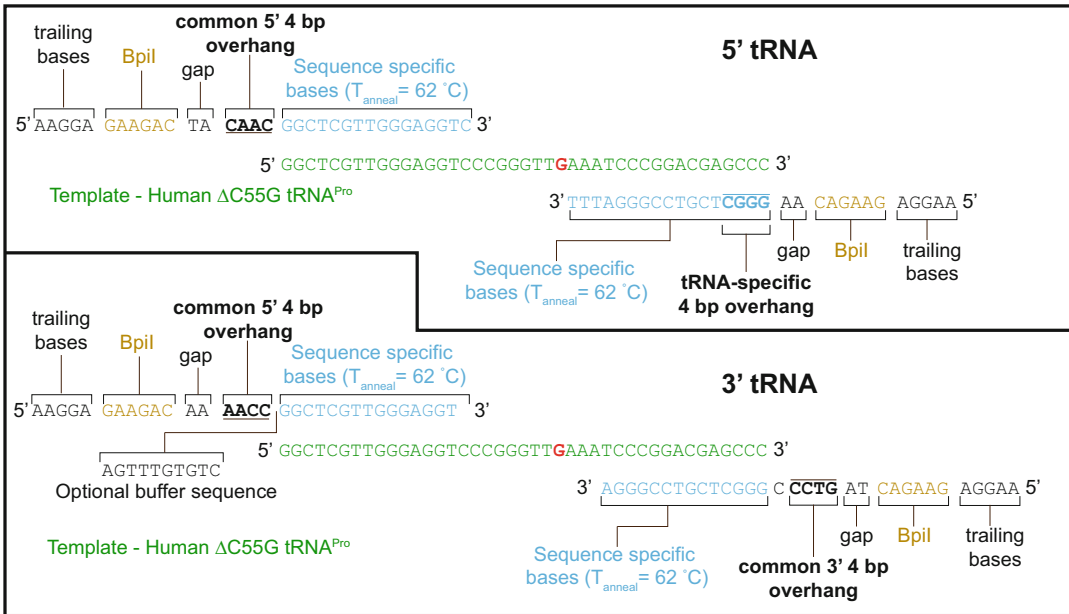 5’ tRNA
trailing
bases
BpiI
gap
common 5’ 4 bp
overhang
Sequence specific
bases (Tanneal= 62 °C)
5’ AAGGA GAAGAC TA CAAC GGCTCGTTGGGAGGTC 3’
5’ GGCTCGTTGGGAGGTCCCGGGTTGAAATCCCGGACGAGCCC 3’
Template - Human ΔC55G tRNAPro
3’ TTTAGGGCCTGCTCGGG AA CAGAAG AGGAA 5’
Sequence specific
bases (Tanneal= 62 °C)
tRNA-specific
4 bp overhang
gap
BpiI
trailing
bases
3’ tRNA
trailing
bases
BpiI
gap
common 5’ 4 bp
overhang
Sequence specific
bases (Tanneal= 62 °C)
5’ AAGGA GAAGAC AA AACC GGCTCGTTGGGAGGT 3’
AGTTTGTGTC
Optional buffer sequence
5’ GGCTCGTTGGGAGGTCCCGGGTTGAAATCCCGGACGAGCCC 3’
Template - Human ΔC55G tRNAPro
3’ AGGGCCTGCTCGGG C CCTG AT CAGAAG AGGAA 5’
Sequence specific
bases (Tanneal= 62 °C)
common 3’ 4 bp
overhang
gap
BpiI
trailing
bases